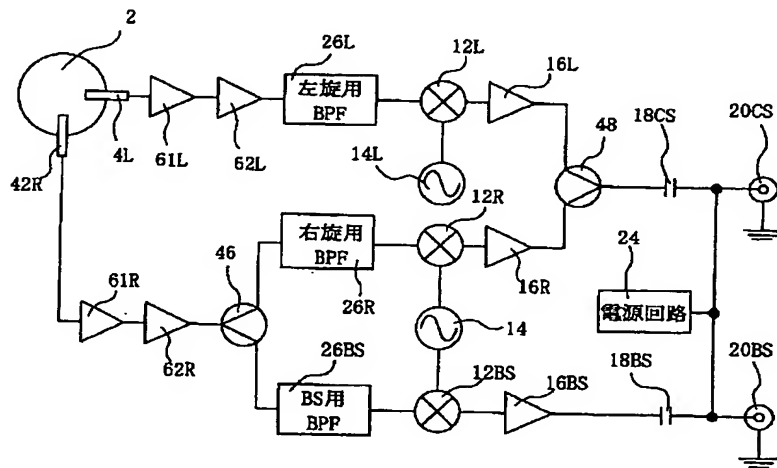 2
26L
12L
16L
左旋用
BPF
4L
61L
62L
42R
14L
48
18CS
20CS
12R
右旋用
BPF
46
26R
16R
24
電源回路
61R
62R
14
26BS
12BS
16BS
18BS
20BS
BS用
BPF